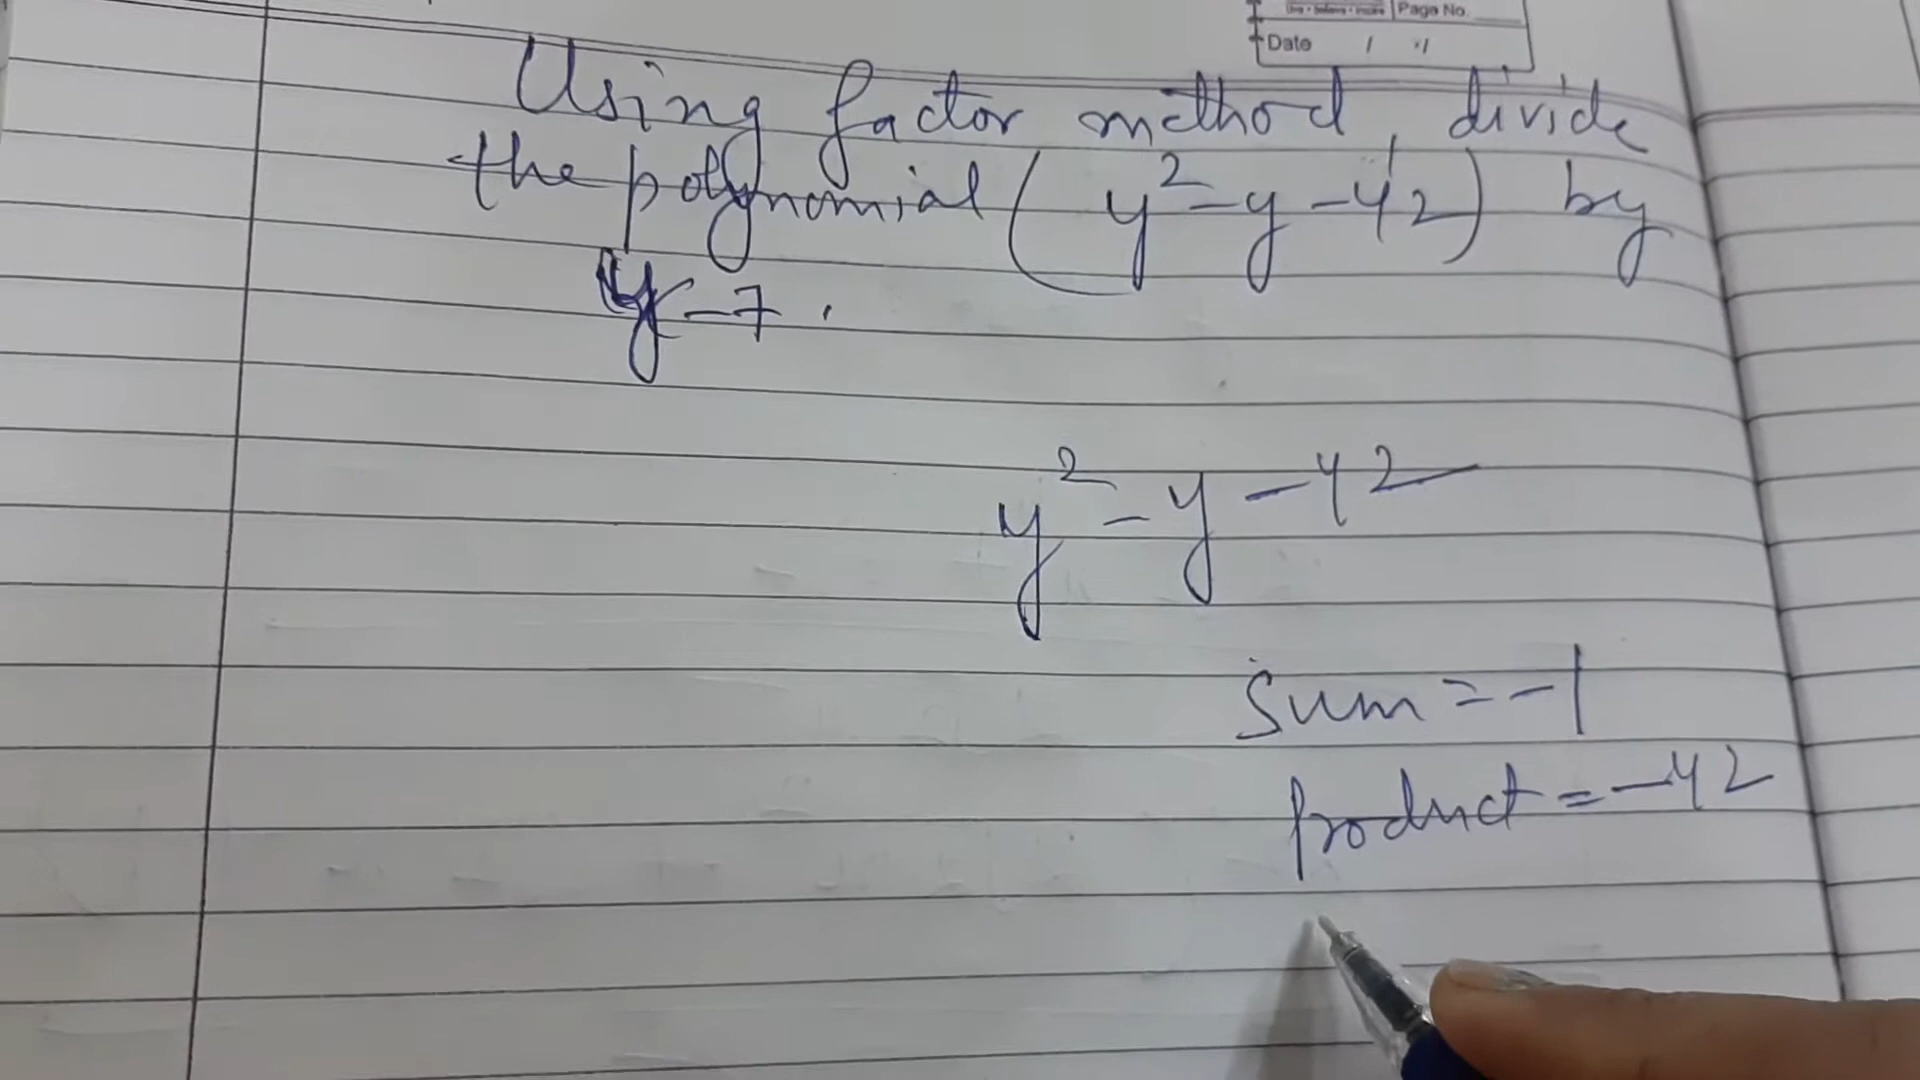 Page No.
Date / /
Using factor method, divide
the polynomial (y² - y - 42) by
y - 7.
y² - y - 42
Sum = -1
Product = -42